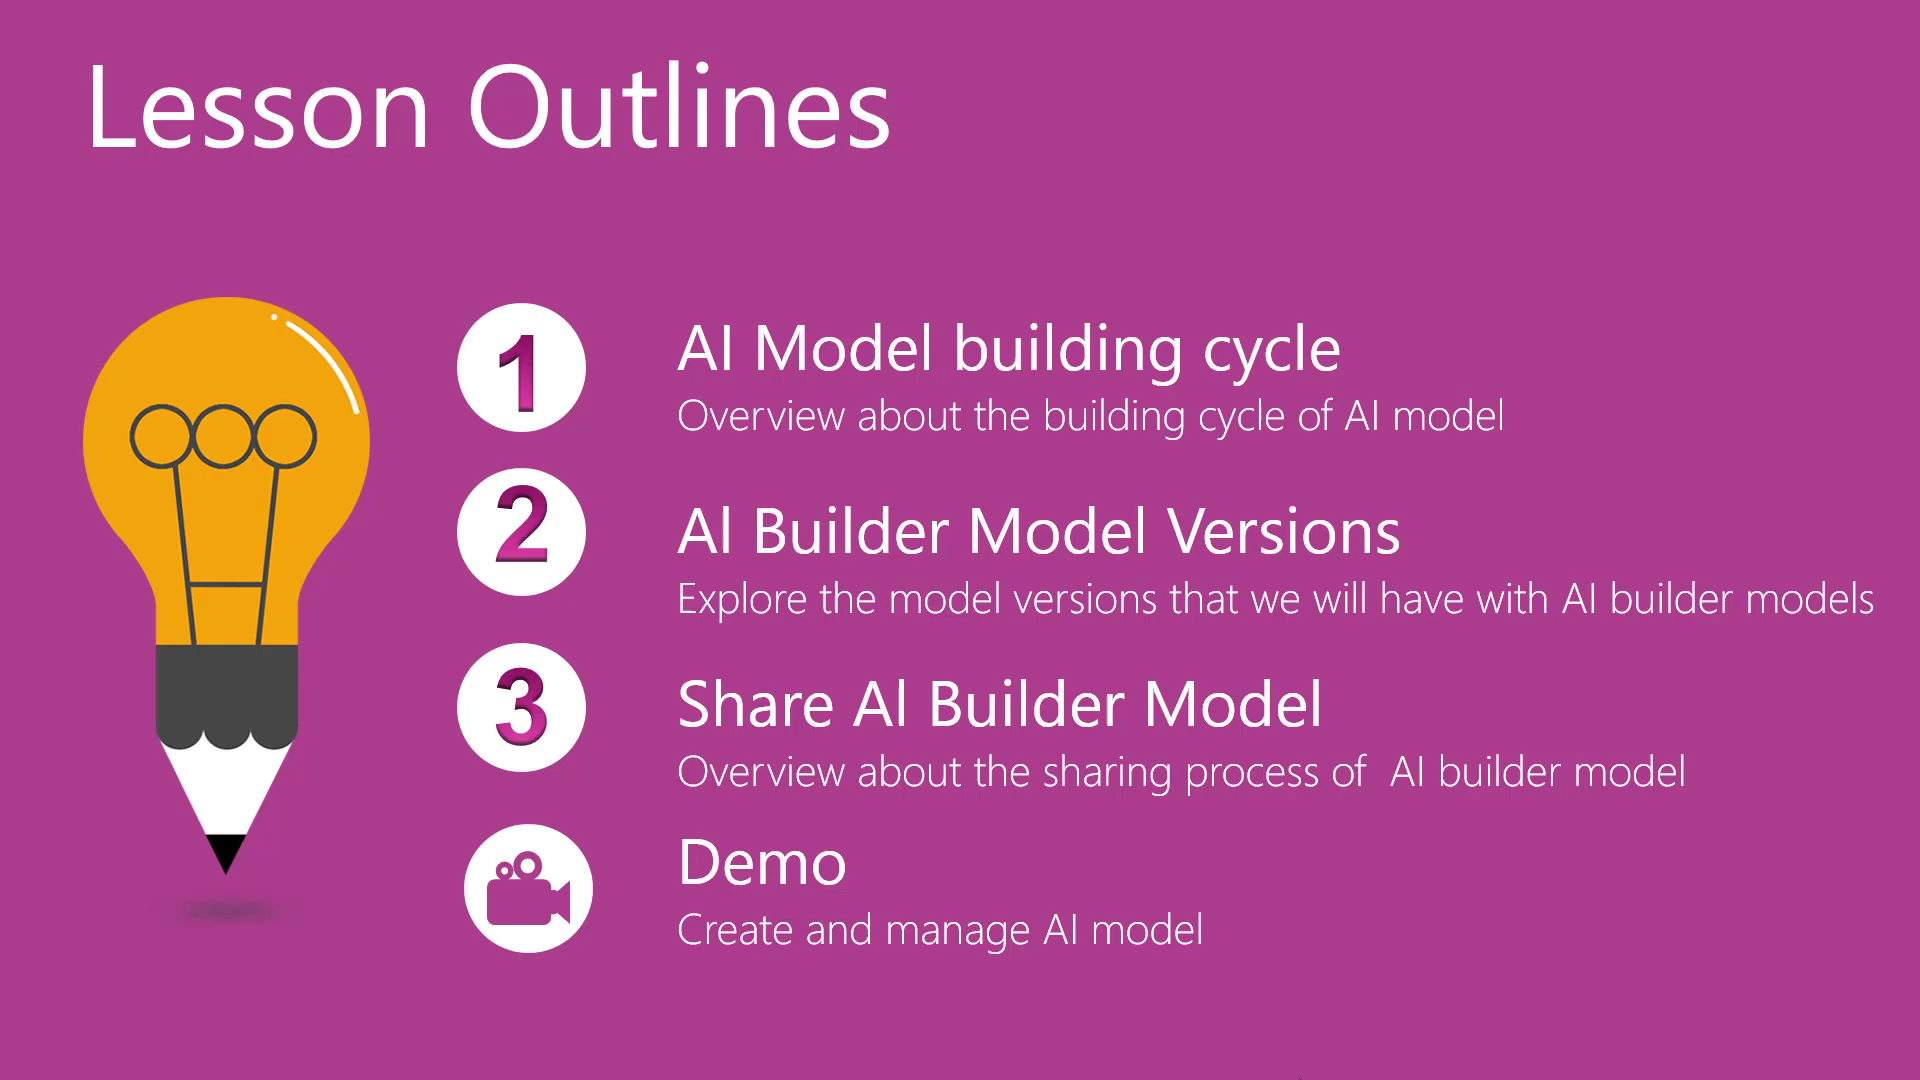 Lesson Outlines
1
AI Model building cycle
Overview about the building cycle of AI model
2
AI Builder Model Versions
Explore the model versions that we will have with AI builder models
3
Share AI Builder Model
Overview about the sharing process of  AI builder model
Demo
Create and manage AI model